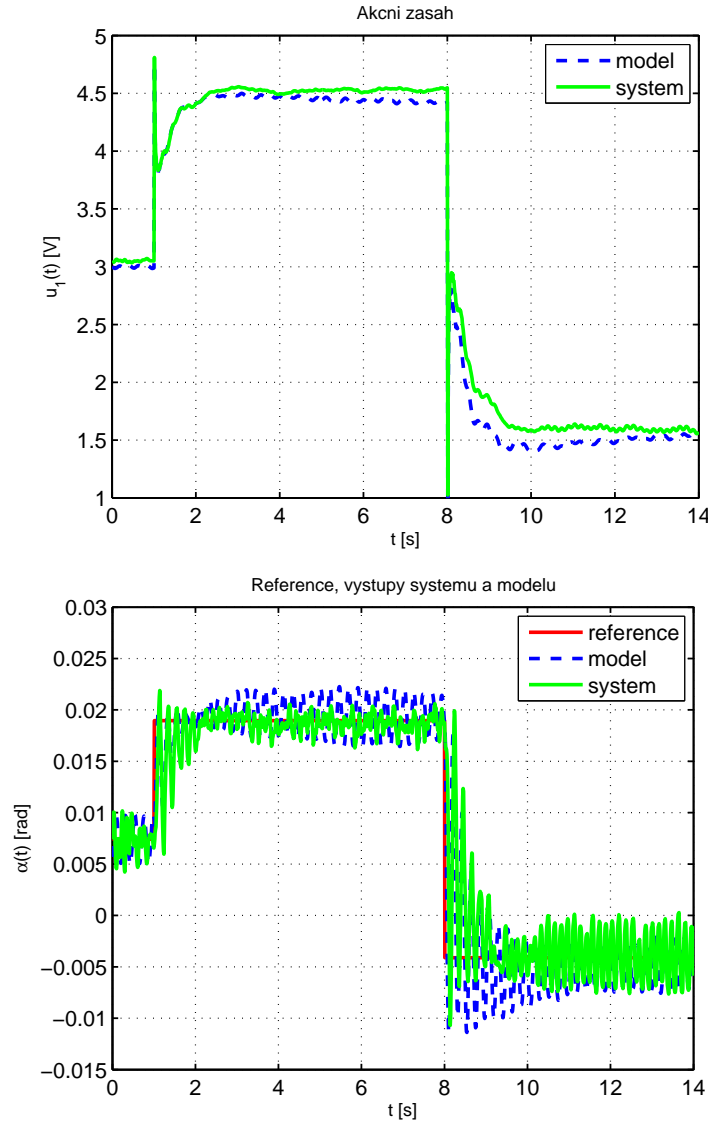 Akcni zasah
5
4.5
4
3.5
3
2.5
2
1.5
1
u_1(t) [V]
model
system
0 2 4 6 8 10 12 14
t [s]
Reference, vystupy systemu a modelu
0.03
0.025
0.02
0.015
0.01
0.005
0
−0.005
−0.01
−0.015
α(t) [rad]
reference
model
system
0 2 4 6 8 10 12 14
t [s]